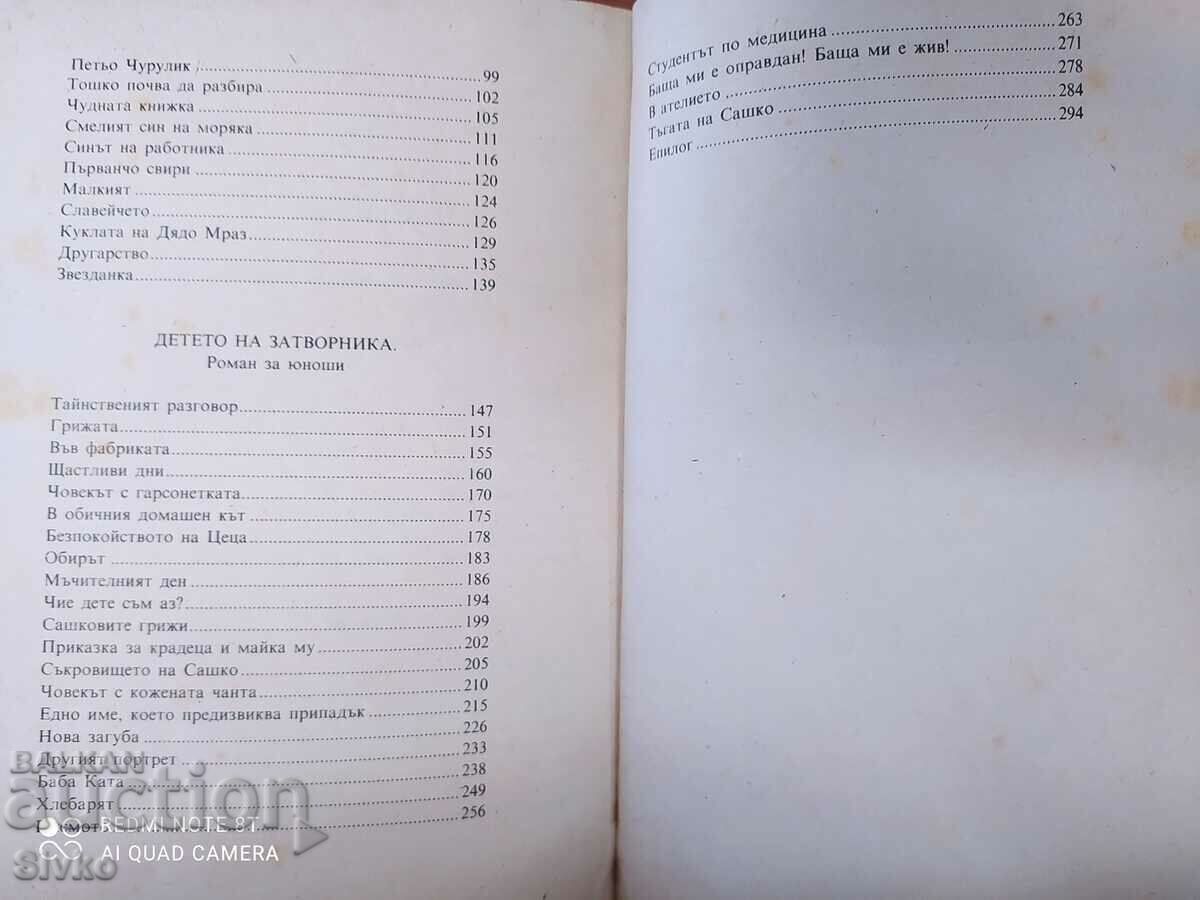 Петьо Чурулик 99
Тошко почва да разбира 102
Чудната книжка 105
Смелият син на моряка 111
Синът на работника 116
Първанчо свири 120
Малкият 124
Славейчето 126
Куклата на Дядо Мраз 129
Другарство 135
Звезданка 139
ДЕТЕТО НА ЗАТВОРНИКА.
Роман за юноши
Тайнственият разговор 147
Грижата 151
Във фабриката 155
Щастливи дни 160
Човекът с гарсонетката 170
В обичния домашен кът 175
Безпокойството на Цеца 178
Обирът 183
Мъчителният ден 186
Чие дете съм аз? 194
Сашковите грижи 199
Приказка за крадеца и майка му 202
Съкровището на Сашко 205
Човекът с кожената чанта 210
Едно име, което предизвиква припадък 215
Нова загуба 226
Другият портрет 233
Баба Ката 238
Хлебарят 249
256
Студентът по медицина 263
Баща ми е оправдан! Баща ми е жив! 271
В ателието 278
Тъгата на Сашко 284
Епилог 294
BALKAN
auction
REDMI NOTE 8T
AI QUAD CAMERA
Sivko